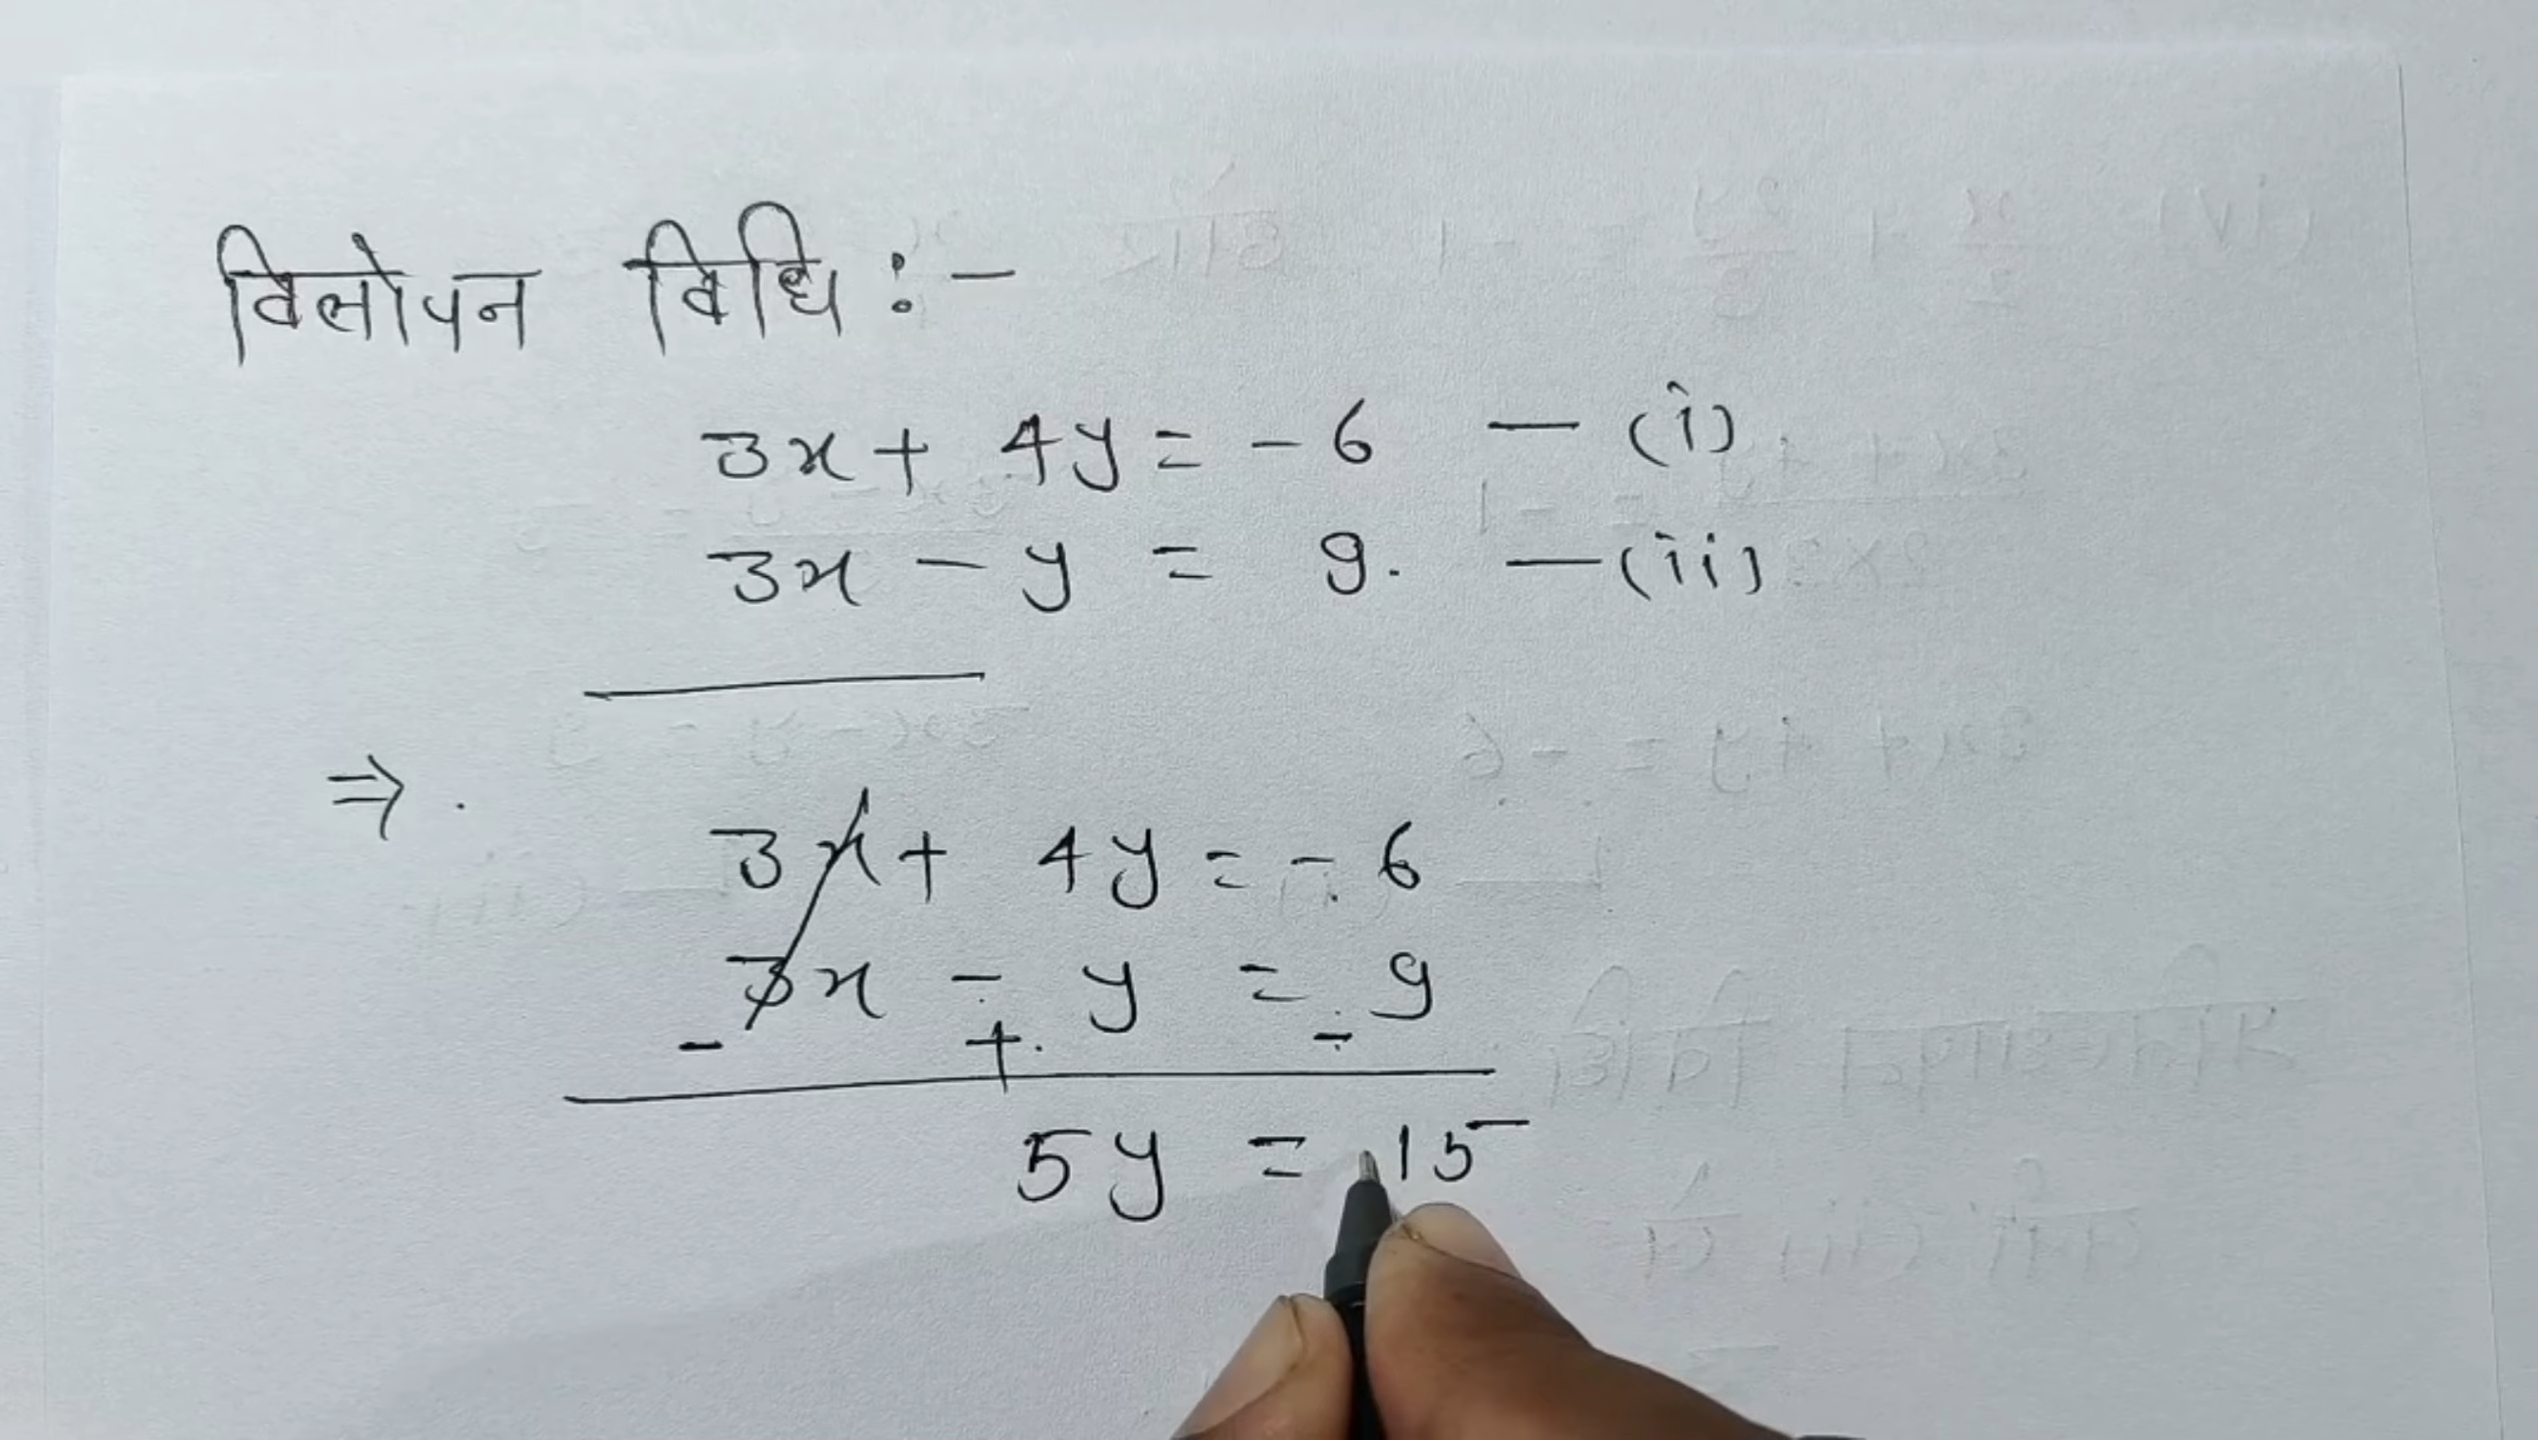 विलोपन विधि :-
3x + 4y = - 6 — (i)
3x - y = 9. — (ii)
⇒.
3x + 4y = - 6
3x - y = 9
- + -
5y = 15